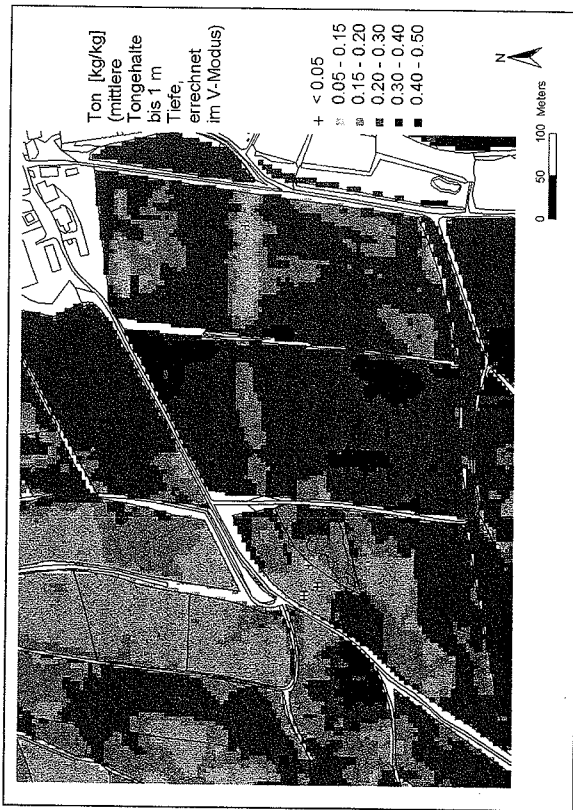 Ton [kg/kg]
(mittlere
Tongehalte
bis 1 m
Tiefe,
errechnet
im V-Modus)
+ < 0.05
0.05 - 0.15
0.15 - 0.20
0.20 - 0.30
0.30 - 0.40
0.40 - 0.50
N
0 50 100 Meters